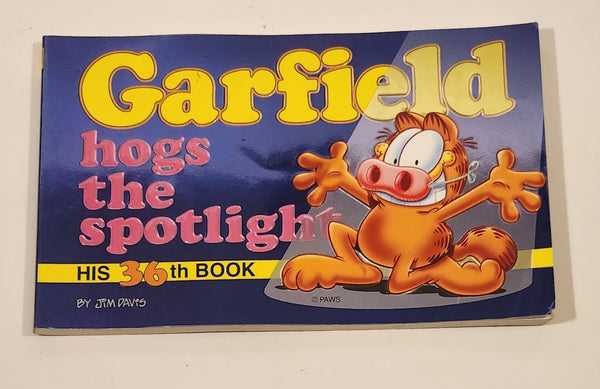 Garfield
hogs
the
spotlight
HIS 36th BOOK
BY JIM DAVIS
© PAWS